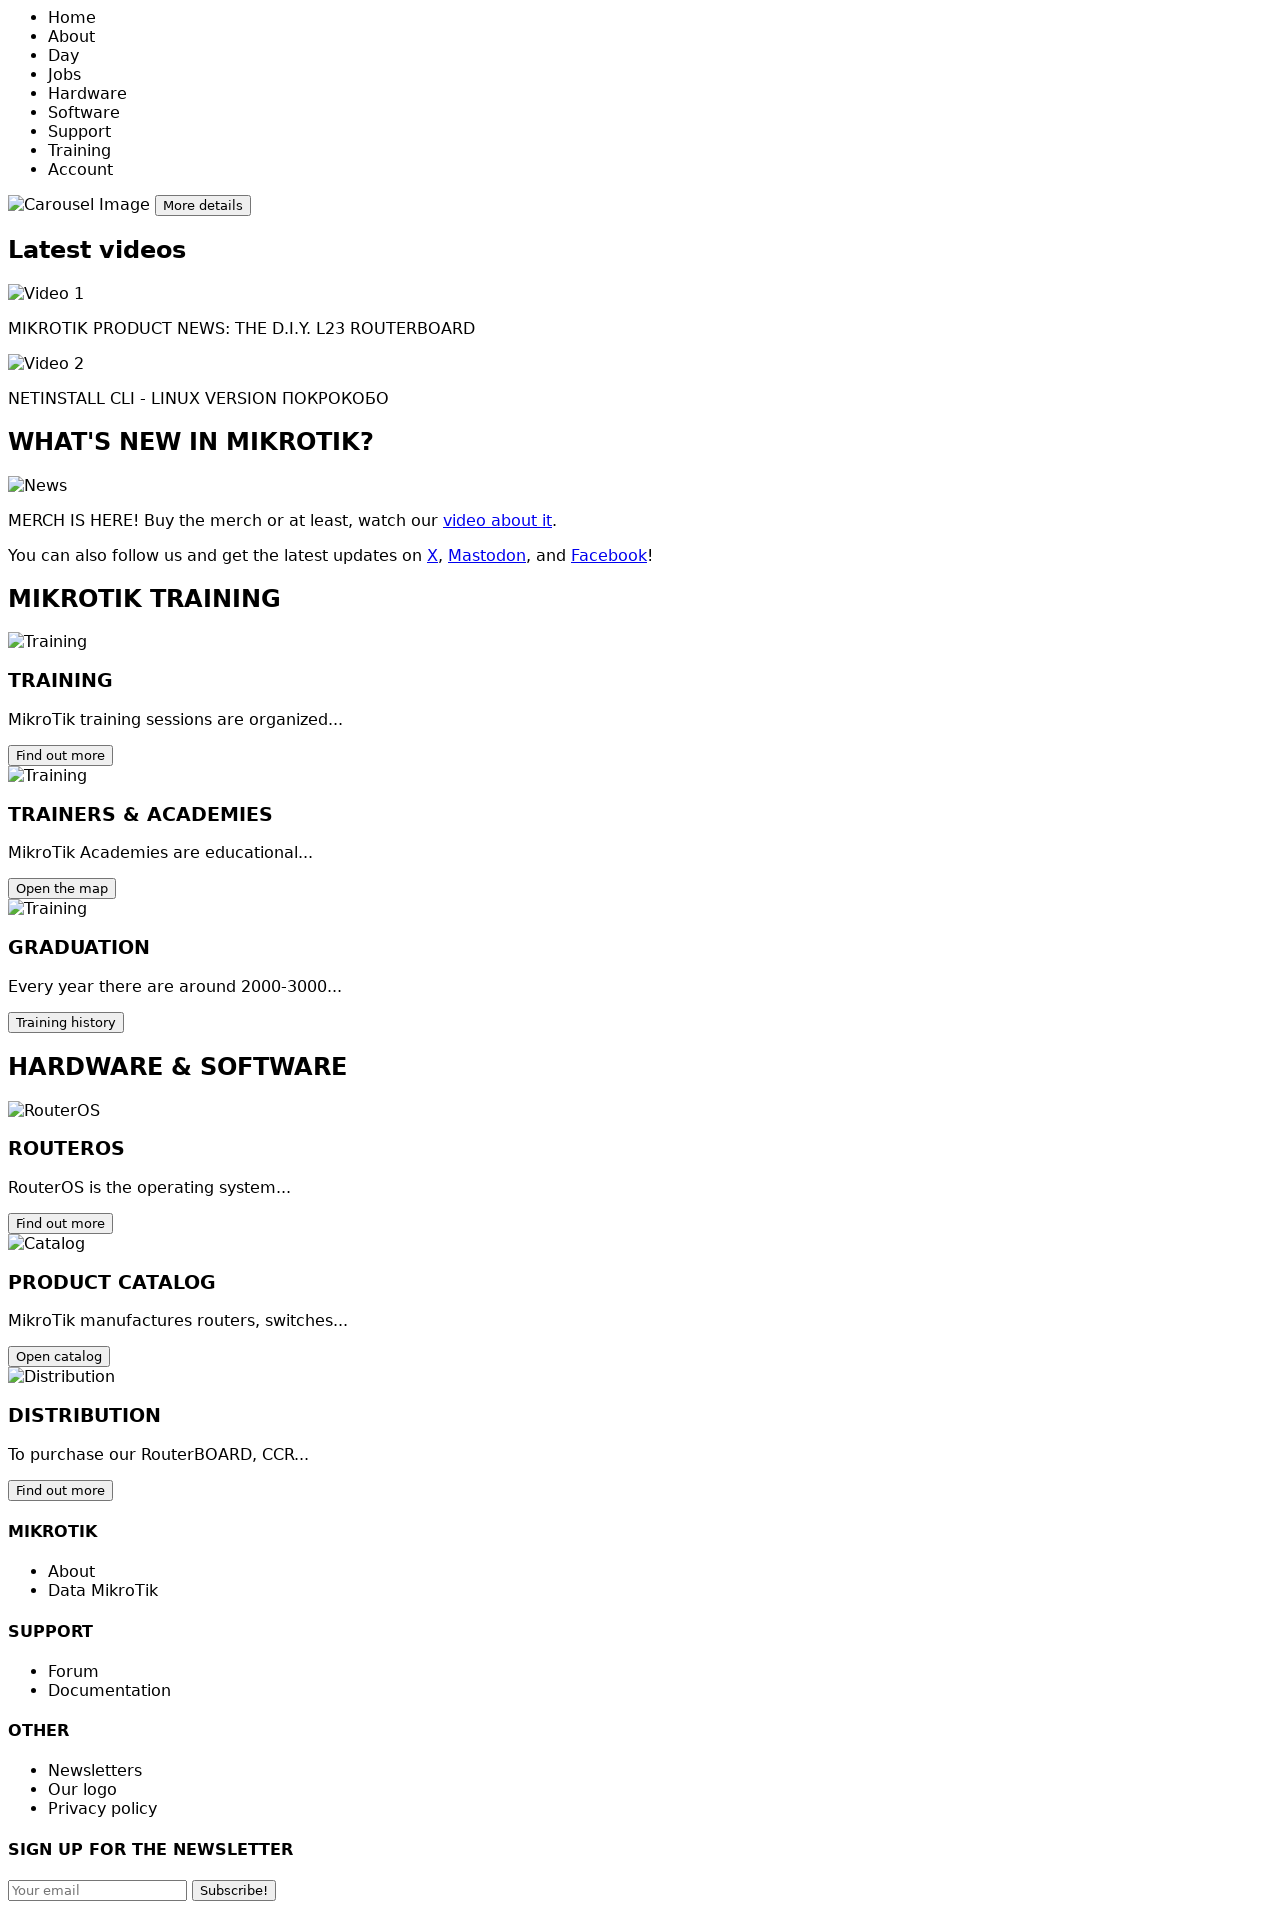 Home
About
Day
Jobs
Hardware
Software
Support
Training
Account
Carousel Image More details
Latest videos
Video 1
MIKROTIK PRODUCT NEWS: THE D.I.Y. L23 ROUTERBOARD
Video 2
NETINSTALL CLI - LINUX VERSION ПОКРОКОБО
WHAT'S NEW IN MIKROTIK?
News
MERCH IS HERE! Buy the merch or at least, watch our video about it.
You can also follow us and get the latest updates on X, Mastodon, and Facebook!
MIKROTIK TRAINING
Training
TRAINING
MikroTik training sessions are organized...
Find out more
Training
TRAINERS & ACADEMIES
MikroTik Academies are educational...
Open the map
Training
GRADUATION
Every year there are around 2000-3000...
Training history
HARDWARE & SOFTWARE
RouterOS
ROUTEROS
RouterOS is the operating system...
Find out more
Catalog
PRODUCT CATALOG
MikroTik manufactures routers, switches...
Open catalog
Distribution
DISTRIBUTION
To purchase our RouterBOARD, CCR...
Find out more
MIKROTIK
About
Data MikroTik
SUPPORT
Forum
Documentation
OTHER
Newsletters
Our logo
Privacy policy
SIGN UP FOR THE NEWSLETTER
Your email Subscribe!